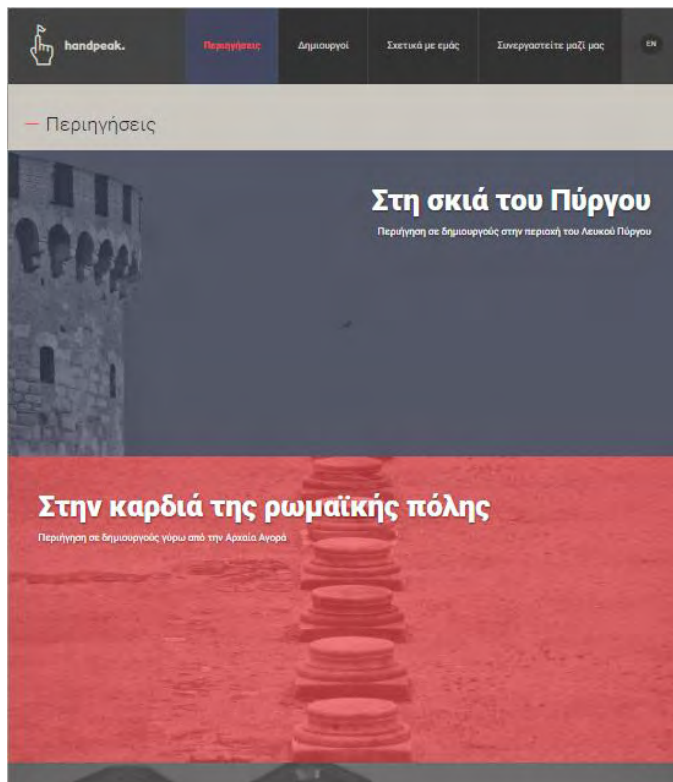 handpeak.
Περιηγήσεις
Δημιουργοί
Σχετικά με εμάς
Συνεργαστείτε μαζί μας
EN
Περιηγήσεις
Στη σκιά του Πύργου
Περιήγηση σε δημιουργούς στην περιοχή του Λευκού Πύργου
Στην καρδιά της ρωμαϊκής πόλης
Περιήγηση σε δημιουργούς γύρω από την Αρχαία Αγορά